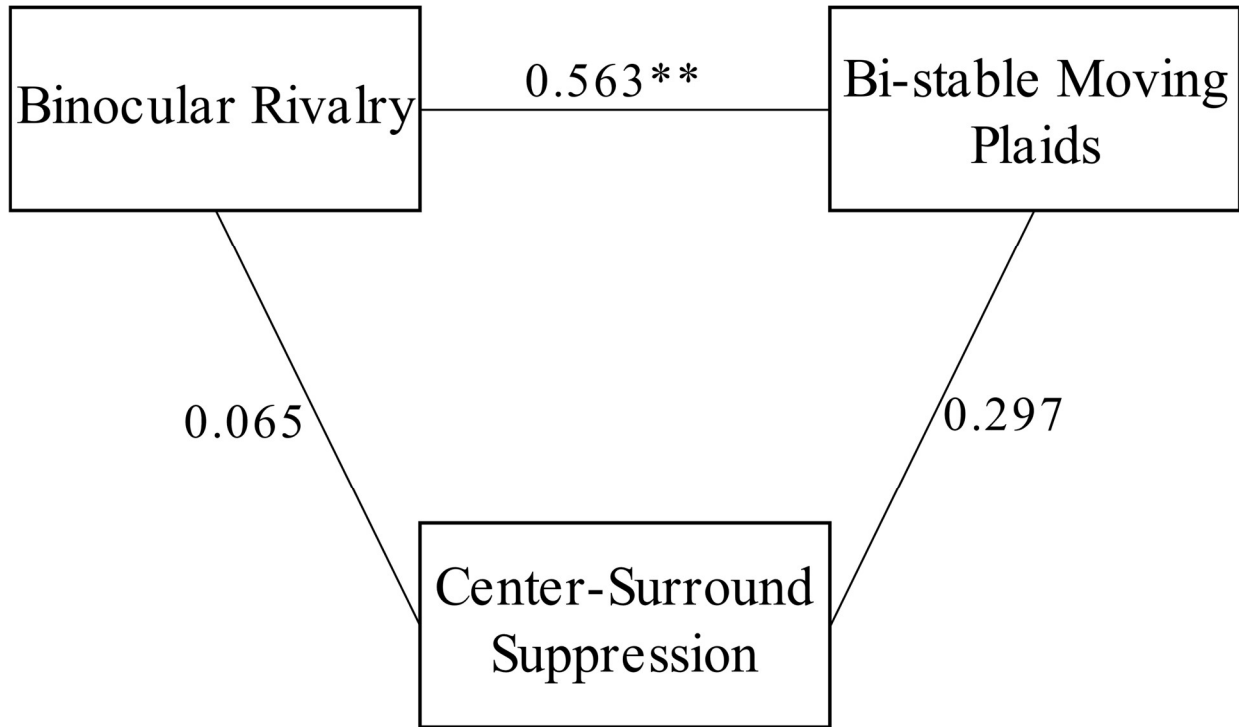 Binocular Rivalry
0.563**
Bi-stable Moving
Plaids
0.065
0.297
Center-Surround
Suppression